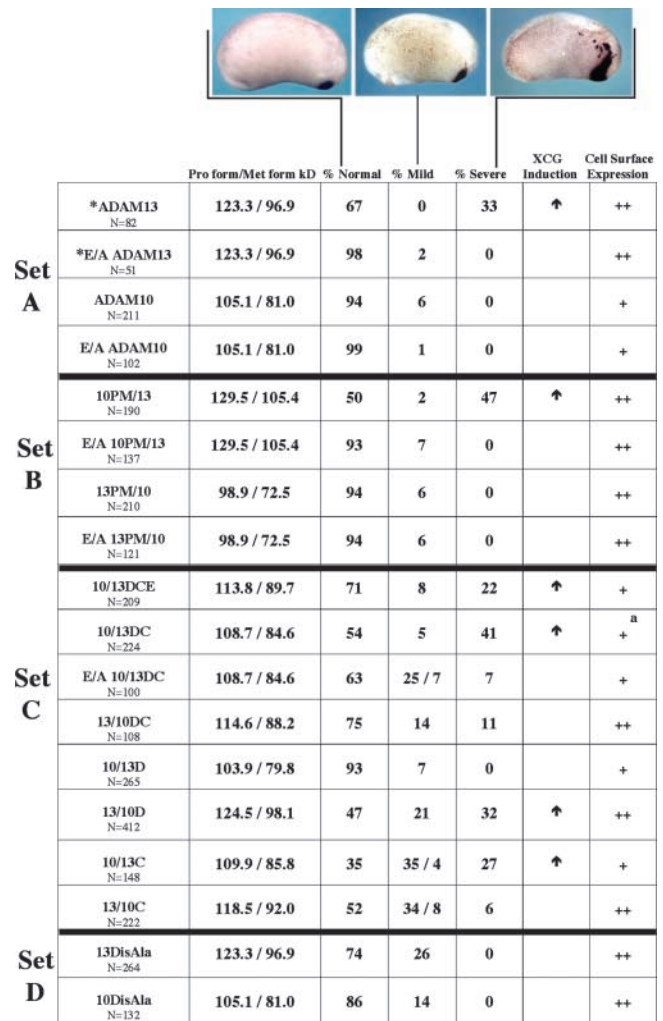 XCG Cell Surface
Pro form/Met form kD % Normal % Mild % Severe Induction Expression
Set A
*ADAM13 123.3 / 96.9 67 0 33 ↑ ++
N=82
*E/A ADAM13 123.3 / 96.9 98 2 0 ++
N=51
ADAM10 105.1 / 81.0 94 6 0 +
N=211
E/A ADAM10 105.1 / 81.0 99 1 0 +
N=102
Set B
10PM/13 129.5 / 105.4 50 2 47 ↑ ++
N=190
E/A 10PM/13 129.5 / 105.4 93 7 0 ++
N=137
13PM/10 98.9 / 72.5 94 6 0 ++
N=210
E/A 13PM/10 98.9 / 72.5 94 6 0 ++
N=121
Set C
10/13DCE 113.8 / 89.7 71 8 22 ↑ +
N=209
10/13DC 108.7 / 84.6 54 5 41 ↑ + a
N=224
E/A 10/13DC 108.7 / 84.6 63 25 / 7 7 +
N=100
13/10DC 114.6 / 88.2 75 14 11 ++
N=108
10/13D 103.9 / 79.8 93 7 0 +
N=265
13/10D 124.5 / 98.1 47 21 32 ↑ ++
N=412
10/13C 109.9 / 85.8 35 35 / 4 27 ↑ +
N=148
13/10C 118.5 / 92.0 52 34 / 8 6 ++
N=222
Set D
13DisAla 123.3 / 96.9 74 26 0 ++
N=264
10DisAla 105.1 / 81.0 86 14 0 ++
N=132